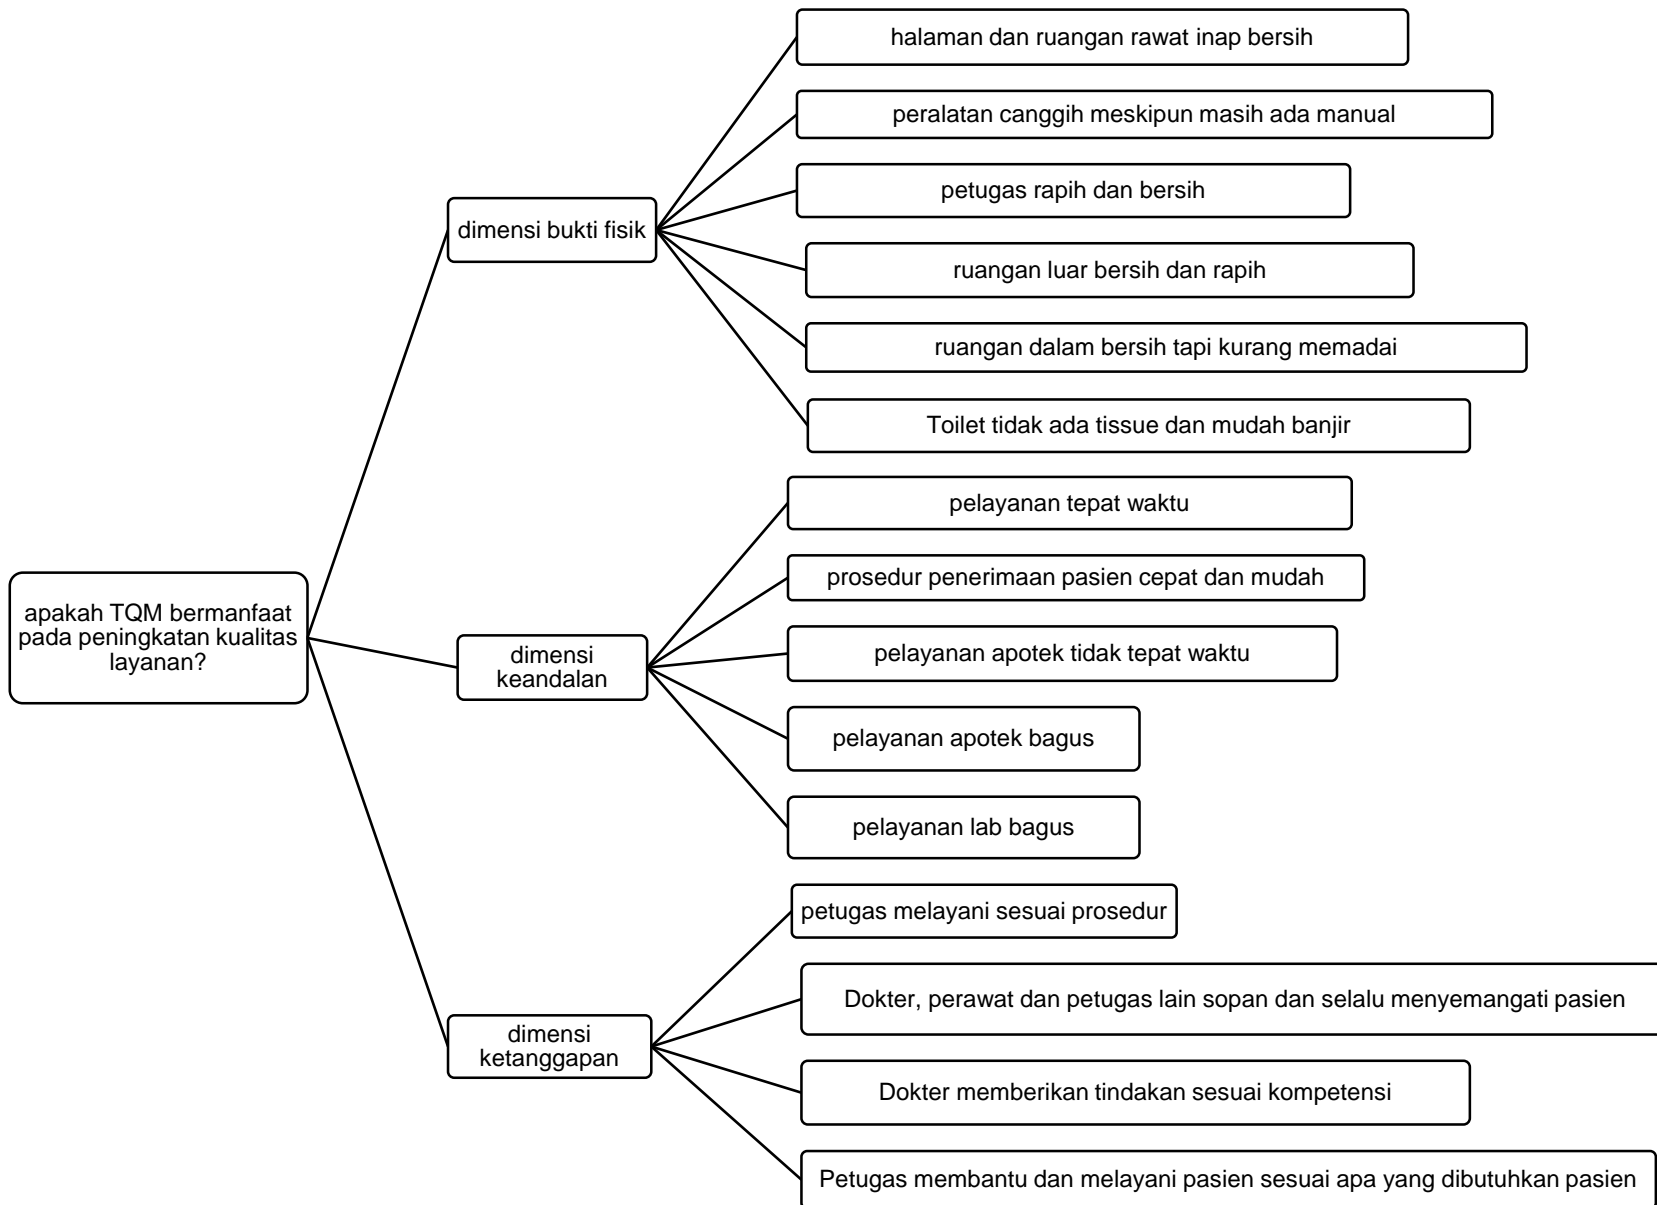 apakah TQM bermanfaat
pada peningkatan kualitas
layanan?
dimensi bukti fisik
halaman dan ruangan rawat inap bersih
peralatan canggih meskipun masih ada manual
petugas rapih dan bersih
ruangan luar bersih dan rapih
ruangan dalam bersih tapi kurang memadai
Toilet tidak ada tissue dan mudah banjir
dimensi
keandalan
pelayanan tepat waktu
prosedur penerimaan pasien cepat dan mudah
pelayanan apotek tidak tepat waktu
pelayanan apotek bagus
pelayanan lab bagus
dimensi
ketanggapan
petugas melayani sesuai prosedur
Dokter, perawat dan petugas lain sopan dan selalu menyemangati pasien
Dokter memberikan tindakan sesuai kompetensi
Petugas membantu dan melayani pasien sesuai apa yang dibutuhkan pasien